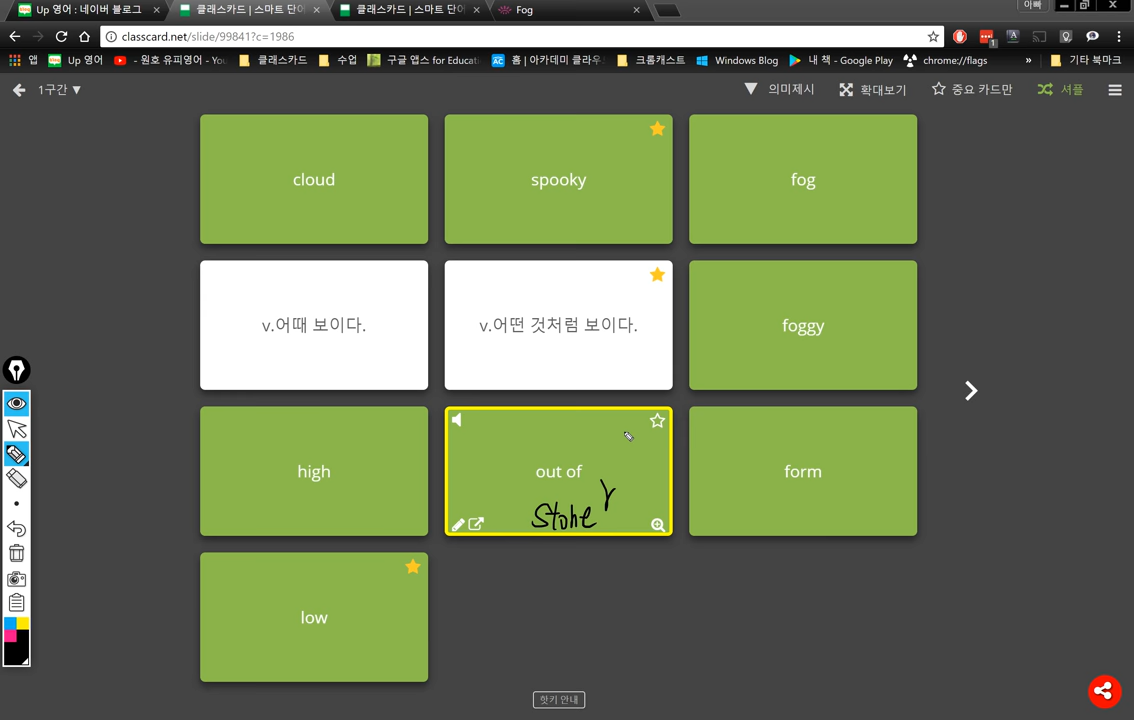 Up 영어 : 네이버 블로그
클래스카드 | 스마트 단어
클래스카드 | 스마트 단어
Fog
아빠
classcard.net/slide/99841?c=1986
1
앱
Up 영어
- 원호 유피영어 - You
클래스카드
수업
구글 앱스 for Educat
홈 | 아카데미 클라우
크롬캐스트
Windows Blog
내 책 - Google Play
chrome://flags
»
기타 북마크
1구간 ▼
▼ 의미제시
확대보기
중요 카드만
셔플
cloud
spooky
fog
v.어때 보이다.
v.어떤 것처럼 보이다.
foggy
high
out of
stone
form
low
핫키 안내